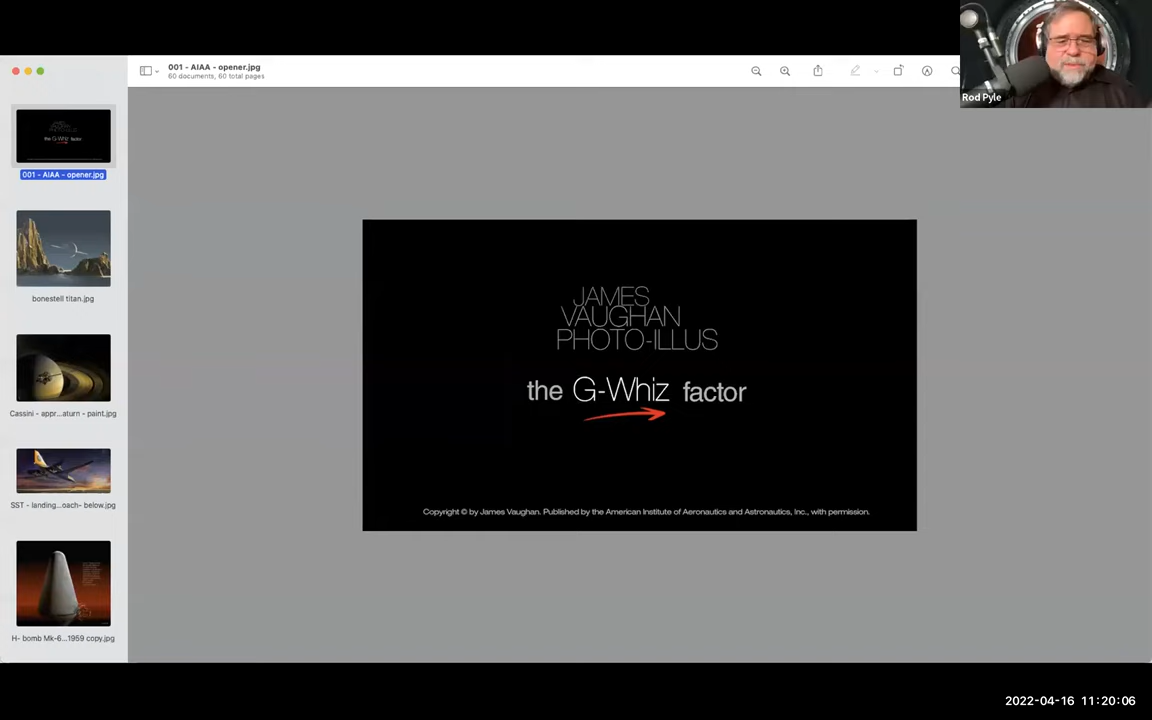 001 - AIAA - opener.jpg
60 documents, 60 total pages
Rod Pyle
the G-Whiz factor
001 - AIAA - opener.jpg
bonestell titan.jpg
Cassini - appr...aturn - paint.jpg
SST - landing...oach- below.jpg
H- bomb Mk-6...1959 copy.jpg
JAMES
VAUGHAN
PHOTO-ILLUS
the G-Whiz factor
Copyright © by James Vaughan. Published by the American Institute of Aeronautics and Astronautics, Inc., with permission.
2022-04-16 11:20:06